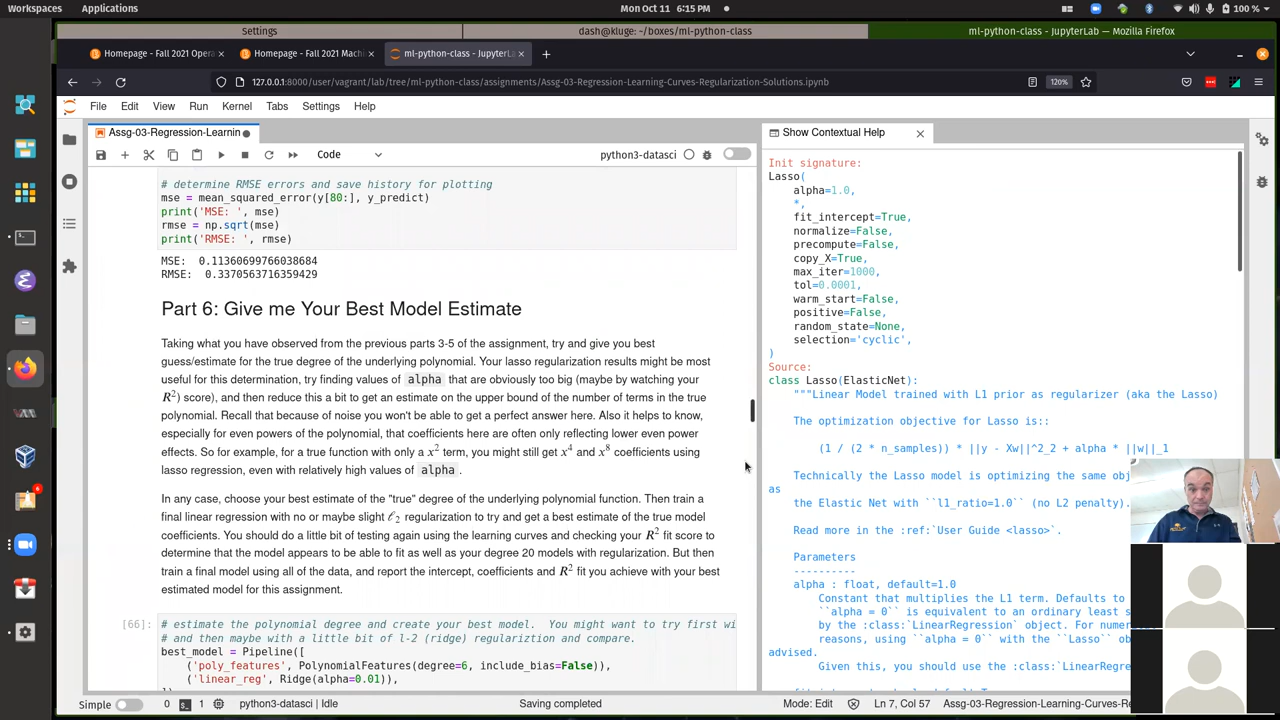 Workspaces Applications Mon Oct 11 6:15 PM 100 %
Settings dash@kluge: ~/boxes/ml-python-class ml-python-class - JupyterLab — Mozilla Firefox
Homepage - Fall 2021 Opera Homepage - Fall 2021 Machi ml-python-class - JupyterLab
127.0.0.1:8000/user/vagrant/lab/tree/ml-python-class/assignments/Assg-03-Regression-Learning-Curves-Regularization-Solutions.ipynb 120%
File Edit View Run Kernel Tabs Settings Help
Assg-03-Regression-Learnin
Show Contextual Help
Code python3-datasci
# determine RMSE errors and save history for plotting
mse = mean_squared_error(y[80:], y_predict)
print('MSE: ', mse)
rmse = np.sqrt(mse)
print('RMSE: ', rmse)
MSE: 0.11360699766038684
RMSE: 0.3370563716359429
Part 6: Give me Your Best Model Estimate
Taking what you have observed from the previous parts 3-5 of the assignment, try and give you best
guess/estimate for the true degree of the underlying polynomial. Your lasso regularization results might be most
useful for this determination, try finding values of alpha that are obviously too big (maybe by watching your
R²) score), and then reduce this a bit to get an estimate on the upper bound of the number of terms in the true
polynomial. Recall that because of noise you won't be able to get a perfect answer here. Also it helps to know,
especially for even powers of the polynomial, that coefficients here are often only reflecting lower even power
effects. So for example, for a true function with only a x² term, you might still get x⁴ and x⁸ coefficients using
lasso regression, even with relatively high values of alpha .
In any case, choose your best estimate of the "true" degree of the underlying polynomial function. Then train a
final linear regression with no or maybe slight ℓ₂ regularization to try and get a best estimate of the true model
coefficients. You should do a little bit of testing again using the learning curves and checking your R² fit score to
determine that the model appears to be able to fit as well as your degree 20 models with regularization. But then
train a final model using all of the data, and report the intercept, coefficients and R² fit you achieve with your best
estimated model for this assignment.
[66]: # estimate the polynomial degree and create your best model. You might want to try first wi
# and then maybe with a little bit of l-2 (ridge) regulariztion and compare.
best_model = Pipeline([
('poly_features', PolynomialFeatures(degree=6, include_bias=False)),
('linear_reg', Ridge(alpha=0.01)),
Init signature:
Lasso(
alpha=1.0,
*,
fit_intercept=True,
normalize=False,
precompute=False,
copy_X=True,
max_iter=1000,
tol=0.0001,
warm_start=False,
positive=False,
random_state=None,
selection='cyclic',
)
Source:
class Lasso(ElasticNet):
"""Linear Model trained with L1 prior as regularizer (aka the Lasso)
The optimization objective for Lasso is::
(1 / (2 * n_samples)) * ||y - Xw||^2_2 + alpha * ||w||_1
Technically the Lasso model is optimizing the same obj
as
the Elastic Net with ``l1_ratio=1.0`` (no L2 penalty).
Read more in the :ref:`User Guide <lasso>`.
Parameters
----------
alpha : float, default=1.0
Constant that multiplies the L1 term. Defaults to
``alpha = 0`` is equivalent to an ordinary least s
by the :class:`LinearRegression` object. For numer
reasons, using ``alpha = 0`` with the ``Lasso`` ob
advised.
Given this, you should use the :class:`LinearRegre
Simple 0 1 python3-datasci | Idle Saving completed Mode: Edit Ln 7, Col 57 Assg-03-Regression-Learning-Curves-Re